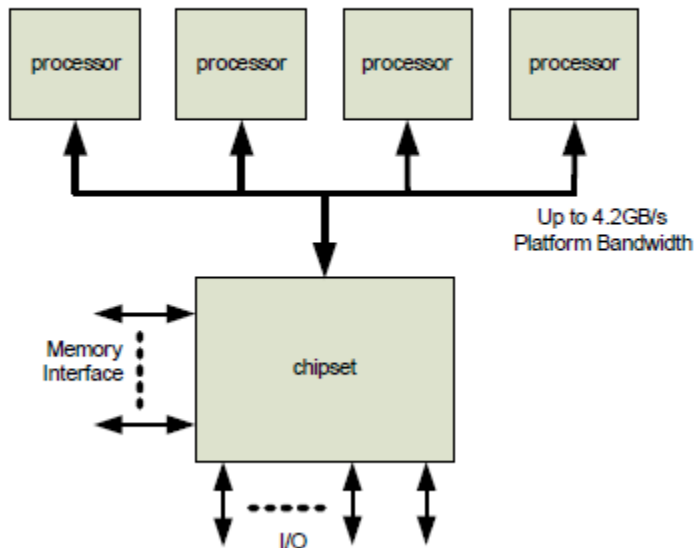 processor
processor
processor
processor
Up to 4.2GB/s
Platform Bandwidth
Memory
Interface
chipset
I/O